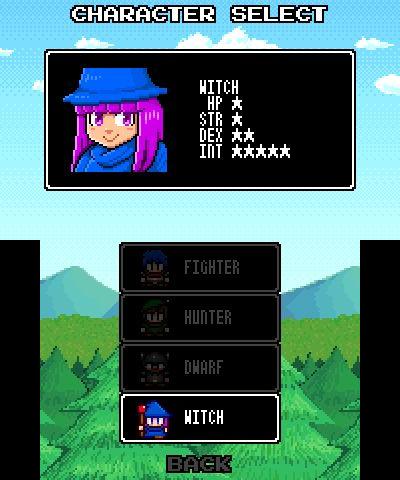 CHARACTER SELECT
WITCH
HP ★
STR ★
DEX ★★
INT ★★★★★
FIGHTER
HUNTER
DWARF
WITCH
BACK